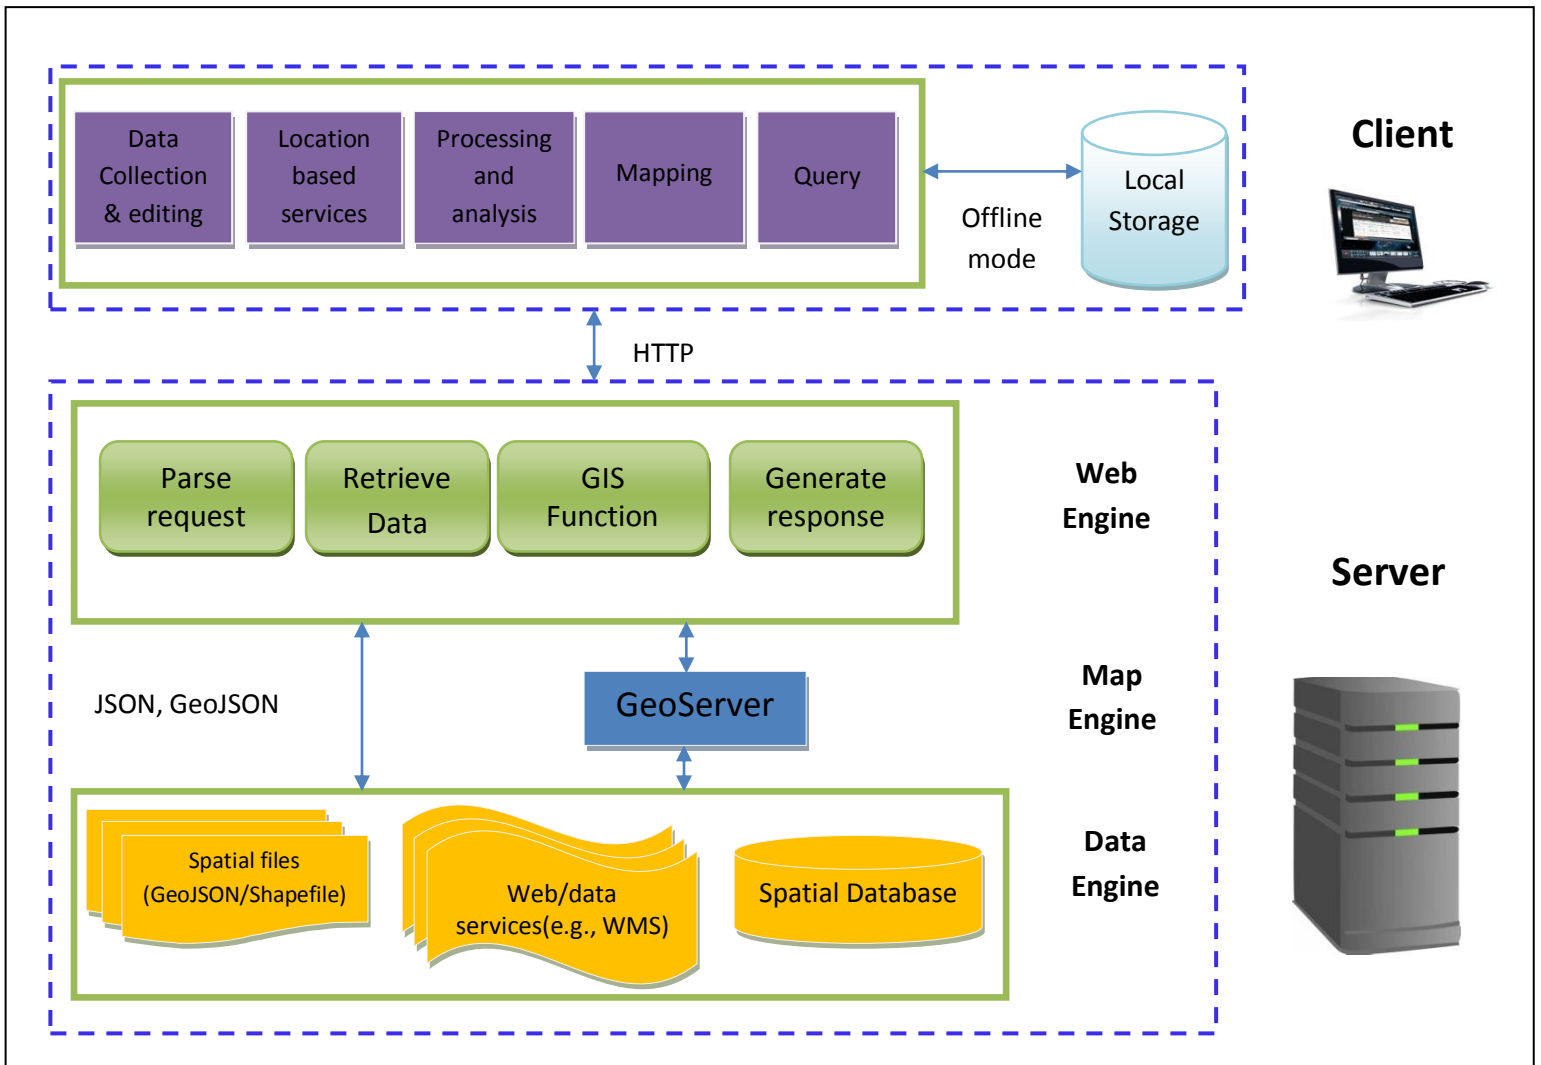 Data
Collection
& editing
Location
based
services
Processing
and
analysis
Mapping
Query
Offline
mode
Local
Storage
Client
HTTP
Parse
request
Retrieve
Data
GIS
Function
Generate
response
Web
Engine
Server
JSON, GeoJSON
GeoServer
Map
Engine
Spatial files
(GeoJSON/Shapefile)
Web/data
services(e.g., WMS)
Spatial Database
Data
Engine